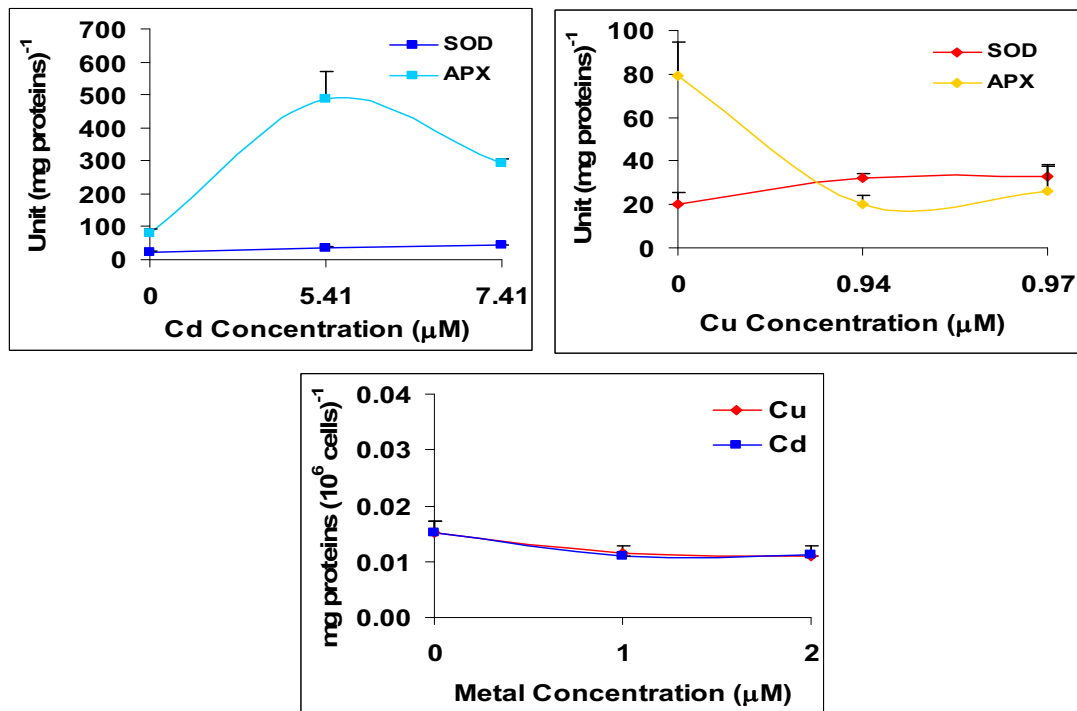 Unit (mg proteins)⁻¹
700
600
500
400
300
200
100
0
SOD
APX
0 5.41 7.41
Cd Concentration (μM)
Unit (mg proteins)⁻¹
100
80
60
40
20
0
SOD
APX
0 0.94 0.97
Cu Concentration (μM)
mg proteins (10⁶ cells)⁻¹
0.04
0.03
0.02
0.01
0.00
Cu
Cd
0 1 2
Metal Concentration (μM)